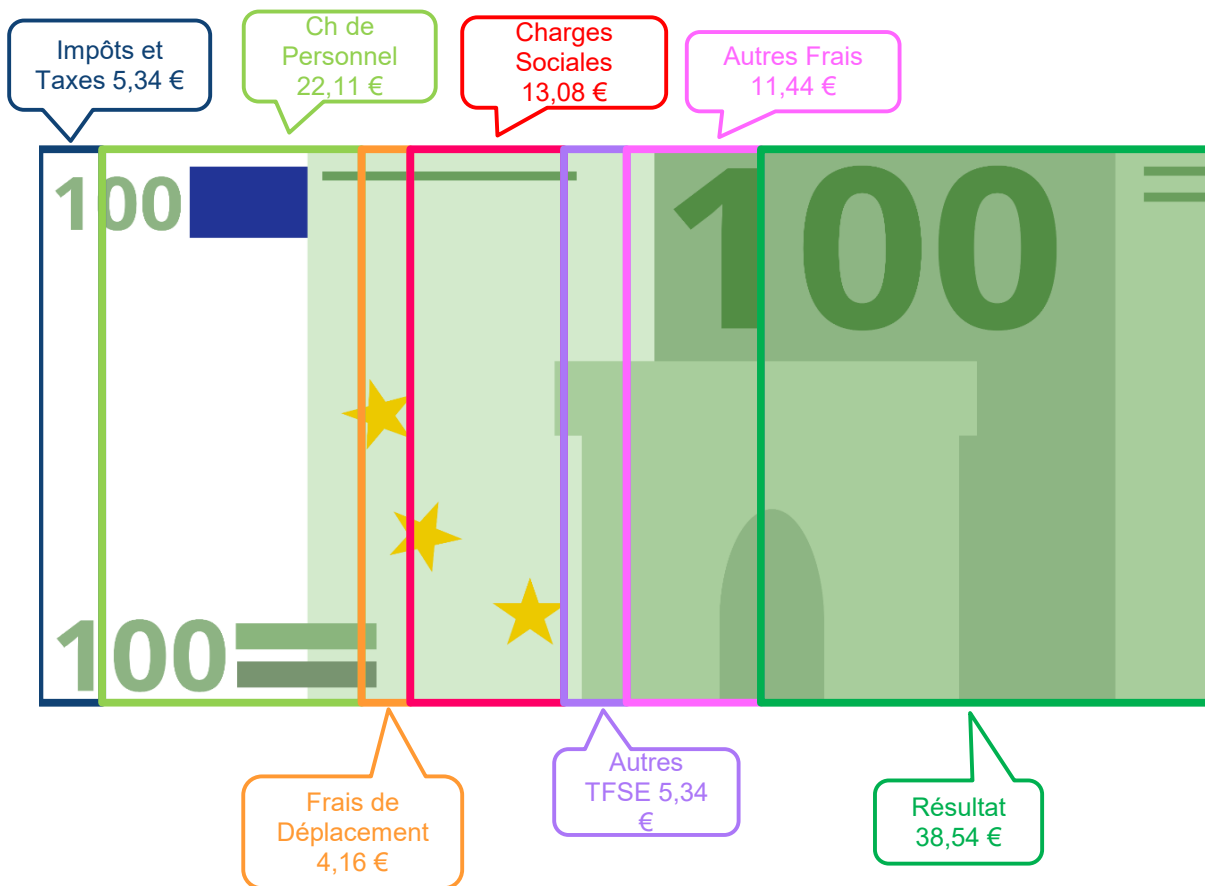 Impôts et
Taxes 5,34 €
Ch de
Personnel
22,11 €
Charges
Sociales
13,08 €
Autres Frais
11,44 €
100
100
100
Frais de
Déplacement
4,16 €
Autres
TFSE 5,34
€
Résultat
38,54 €